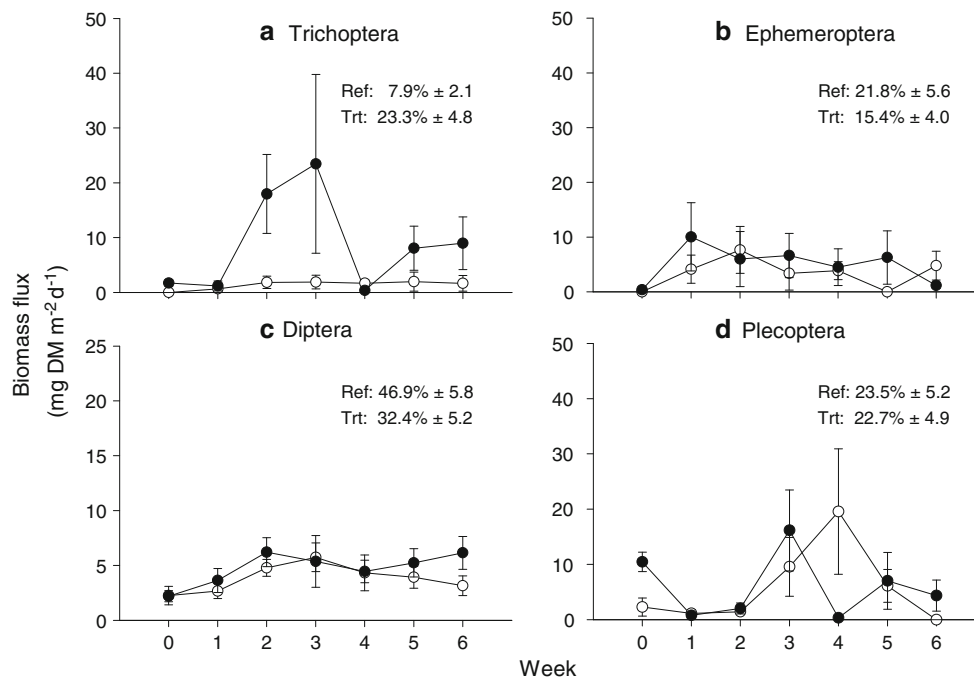 a Trichoptera
Ref: 7.9% ± 2.1
Trt: 23.3% ± 4.8
50
40
30
20
10
0
b Ephemeroptera
Ref: 21.8% ± 5.6
Trt: 15.4% ± 4.0
50
40
30
20
10
0
Biomass flux
(mg DM m⁻² d⁻¹)
c Diptera
Ref: 46.9% ± 5.8
Trt: 32.4% ± 5.2
25
20
15
10
5
0
0 1 2 3 4 5 6
d Plecoptera
Ref: 23.5% ± 5.2
Trt: 22.7% ± 4.9
50
40
30
20
10
0
0 1 2 3 4 5 6
Week